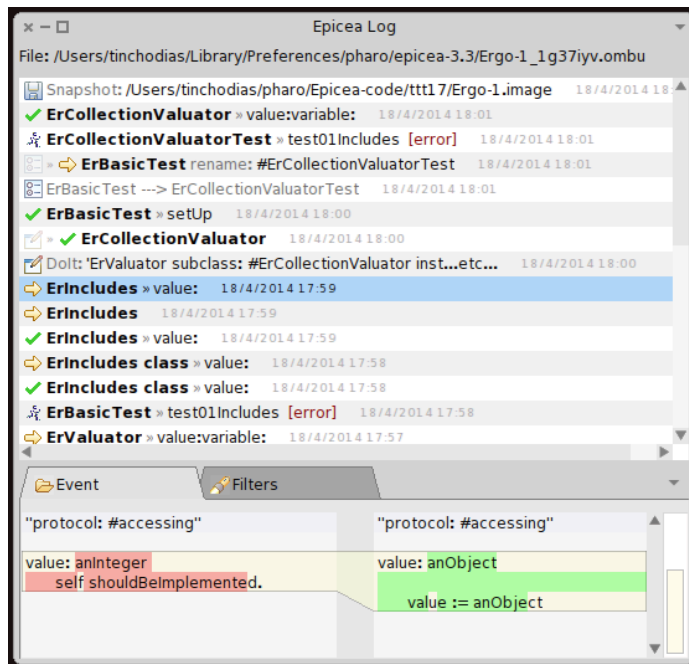 Epicea Log
File: /Users/tinchodias/Library/Preferences/pharo/epicea-3.3/Ergo-1_1g37iyv.ombu
Snapshot: /Users/tinchodias/pharo/Epicea-code/ttt17/Ergo-1.image 18/4/2014 18:
ErCollectionValuator » value:variable: 18/4/2014 18:01
ErCollectionValuatorTest » test01Includes [error] 18/4/2014 18:01
» ErBasicTest rename: #ErCollectionValuatorTest 18/4/2014 18:01
ErBasicTest ---> ErCollectionValuatorTest 18/4/2014 18:01
ErBasicTest » setUp 18/4/2014 18:00
» ErCollectionValuator 18/4/2014 18:00
DoIt: 'ErValuator subclass: #ErCollectionValuator inst...etc... 18/4/2014 18:00
ErIncludes » value: 18/4/2014 17:59
ErIncludes 18/4/2014 17:59
ErIncludes » value: 18/4/2014 17:59
ErIncludes class » value: 18/4/2014 17:58
ErIncludes class » value: 18/4/2014 17:58
ErBasicTest » test01Includes [error] 18/4/2014 17:58
ErValuator » value:variable: 18/4/2014 17:57
Event Filters
"protocol: #accessing" "protocol: #accessing"
value: anInteger value: anObject
self shouldBeImplemented.
value := anObject